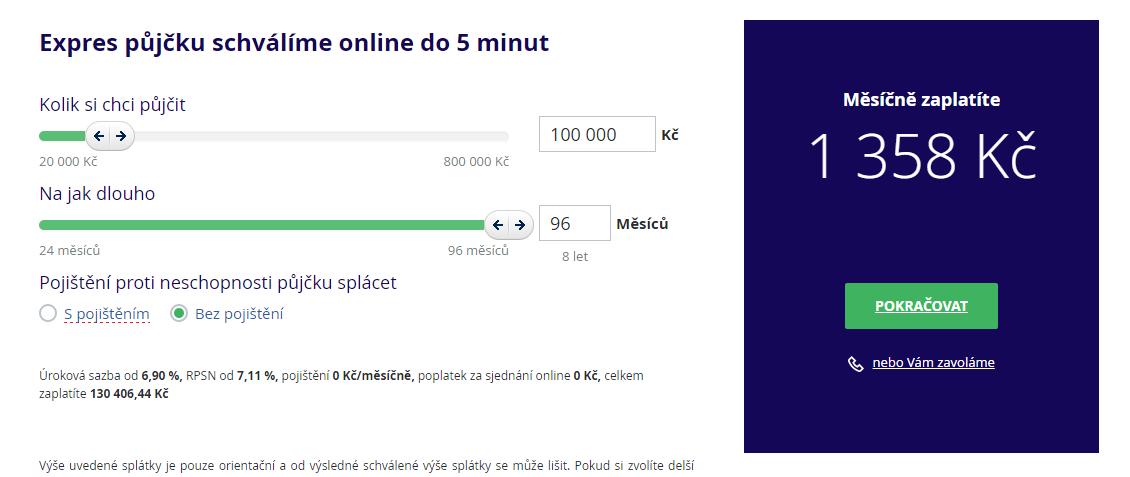 Expres půjčku schválíme online do 5 minut
Kolik si chci půjčit
100 000 Kč
20 000 Kč 800 000 Kč
Na jak dlouho
96 Měsíců
24 měsíců 96 měsíců 8 let
Pojištění proti neschopnosti půjčku splácet
S pojištěním Bez pojištění
Úroková sazba od 6,90 %, RPSN od 7,11 %, pojištění 0 Kč/měsíčně, poplatek za sjednání online 0 Kč, celkem
zaplatíte 130 406,44 Kč
Výše uvedené splátky je pouze orientační a od výsledné schválené výše splátky se může lišit. Pokud si zvolíte delší
Měsíčně zaplatíte
1 358 Kč
POKRAČOVAT
nebo Vám zavoláme